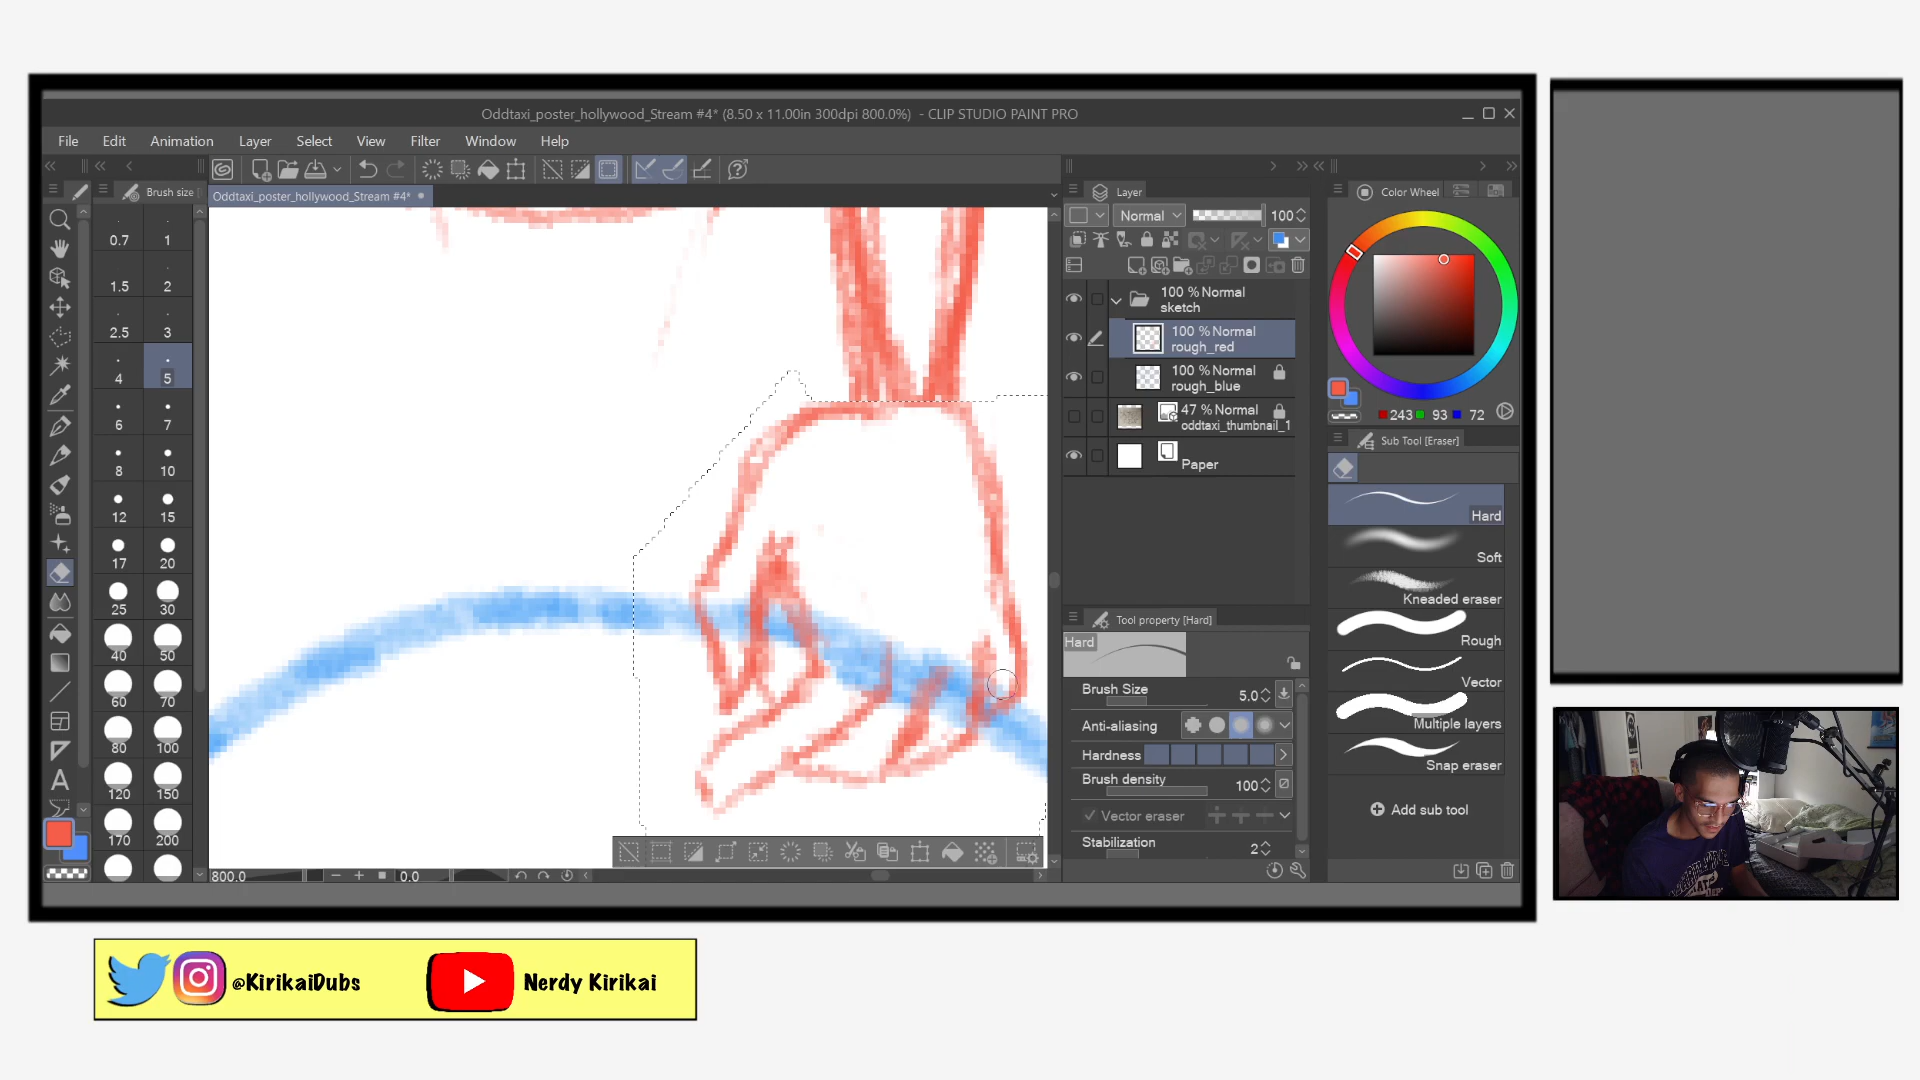 Oddtaxi_poster_hollywood_Stream #4* (8.50 x 11.00in 300dpi 800.0%) - CLIP STUDIO PAINT PRO
File Edit Animation Layer Select View Filter Window Help
Brush size
Oddtaxi_poster_hollywood_Stream #4*
0.7 1
1.5 2
2.5 3
4 5
6 7
8 10
12 15
17 20
25 30
40 50
60 70
80 100
120 150
170 200
800.0
0.0
Layer
Normal 100
100 % Normal
sketch
100 % Normal
rough_red
100 % Normal
rough_blue
47 % Normal
oddtaxi_thumbnail_1
Paper
Tool property [Hard]
Hard
Brush Size 5.0
Anti-aliasing
Hardness
Brush density 100
Vector eraser
Stabilization 2
Color Wheel
243 93 72
Sub Tool [Eraser]
Hard
Soft
Kneaded eraser
Rough
Vector
Multiple layers
Snap eraser
Add sub tool
@KirikaiDubs
Nerdy Kirikai